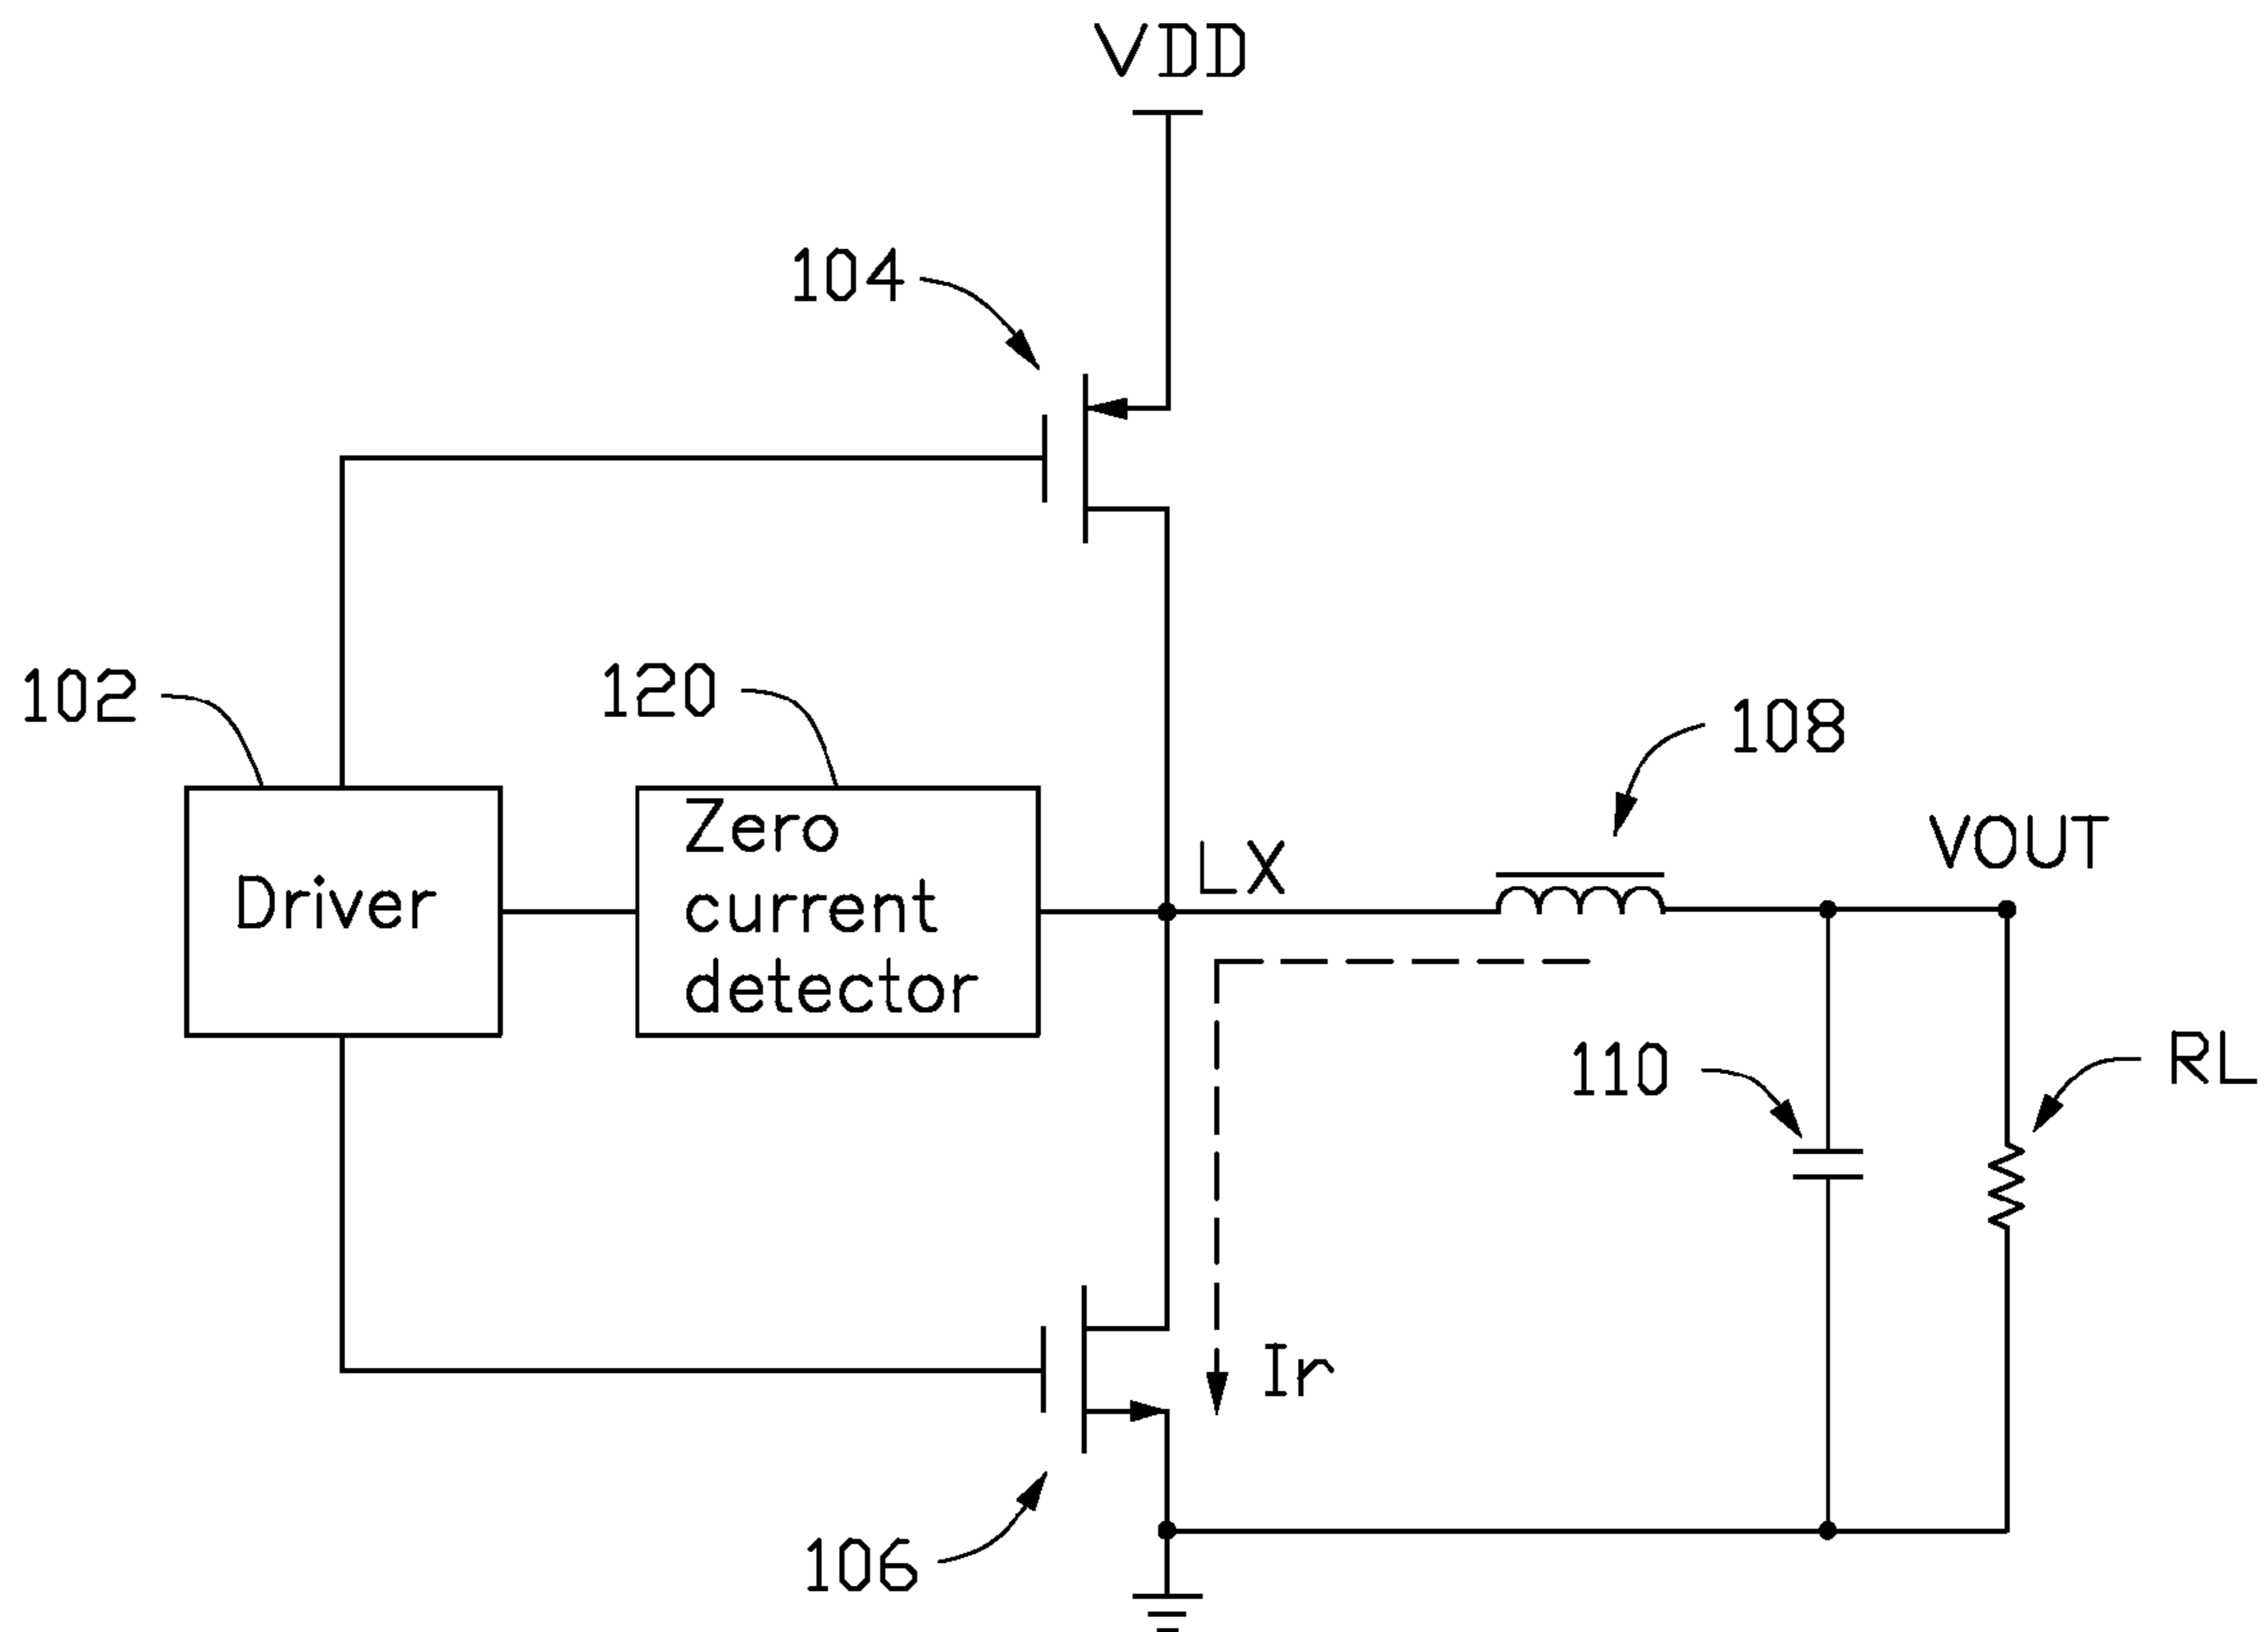 VDD
104
102
120
108
Zero
current
detector
Driver
LX
VOUT
110
RL
Ir
106